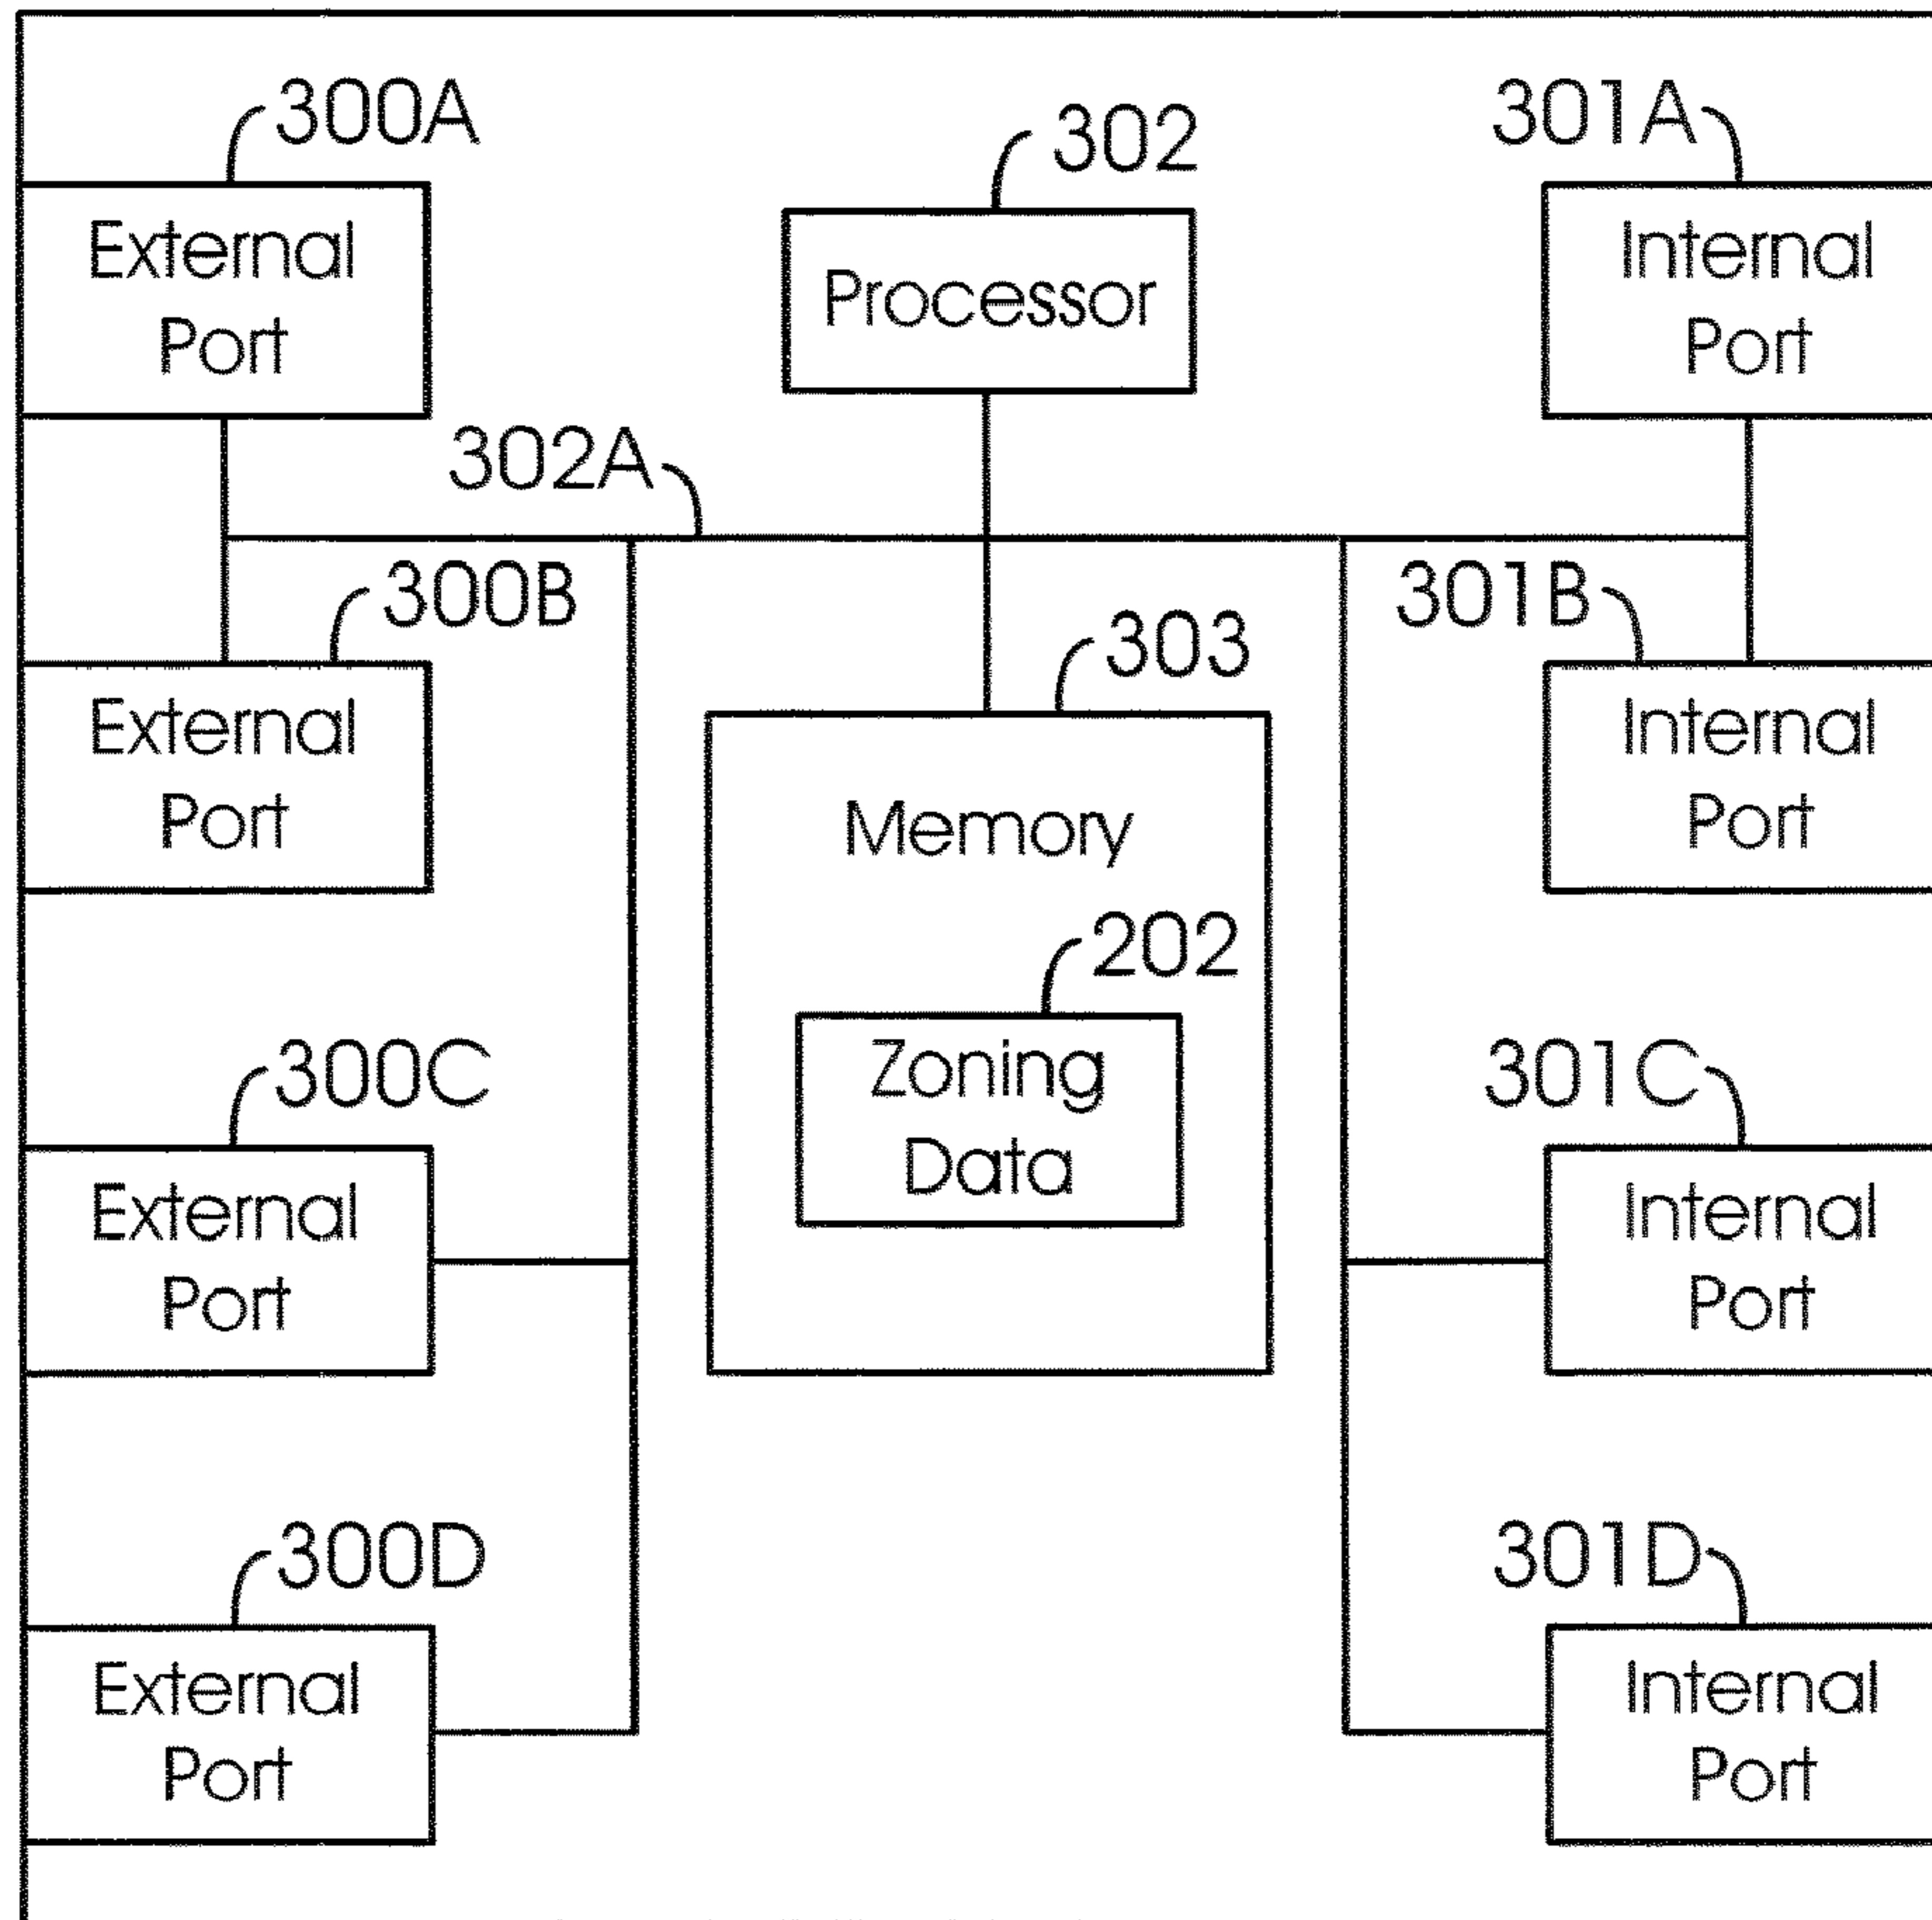 300A
302
301A
External
Port
Processor
Internal
Port
302A
300B
303
301B
External
Port
Memory
Internal
Port
202
Zoning
Data
300C
301C
External
Port
Internal
Port
300D
301D
External
Port
Internal
Port